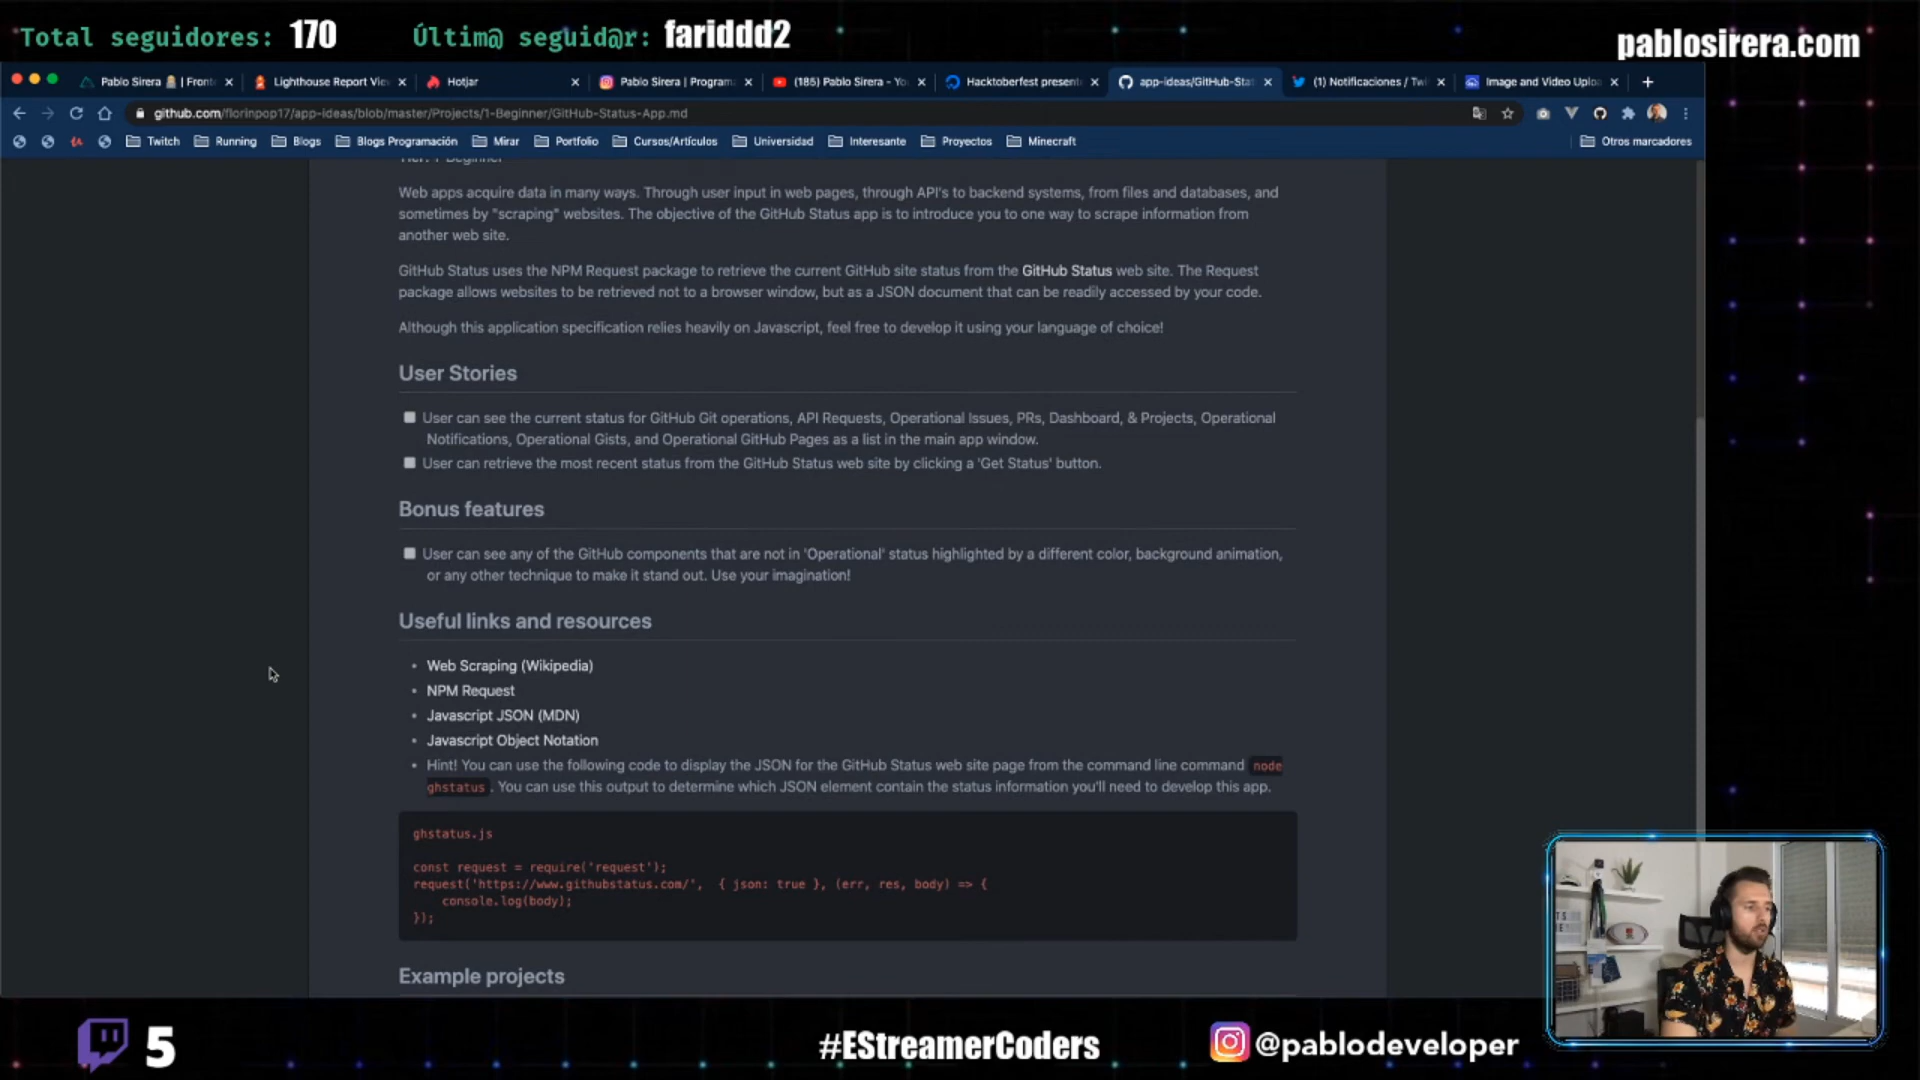 Total seguidores: 170
Últim@ seguid@r: fariddd2
pablosirera.com
Pablo Sirera | Front
Lighthouse Report Vie
Hotjar
Pablo Sirera | Program
(185) Pablo Sirera - Yo
Hacktoberfest present
app-ideas/GitHub-Stat
(1) Notificaciones / Twi
Image and Video Uplo
github.com/florinpop17/app-ideas/blob/master/Projects/1-Beginner/GitHub-Status-App.md
Twitch
Running
Blogs
Blogs Programación
Mirar
Portfolio
Cursos/Artículos
Universidad
Interesante
Proyectos
Minecraft
Otros marcadores
Tier: 1-Beginner
Web apps acquire data in many ways. Through user input in web pages, through API's to backend systems, from files and databases, and
sometimes by "scraping" websites. The objective of the GitHub Status app is to introduce you to one way to scrape information from
another web site.
GitHub Status uses the NPM Request package to retrieve the current GitHub site status from the GitHub Status web site. The Request
package allows websites to be retrieved not to a browser window, but as a JSON document that can be readily accessed by your code.
Although this application specification relies heavily on Javascript, feel free to develop it using your language of choice!
User Stories
User can see the current status for GitHub Git operations, API Requests, Operational Issues, PRs, Dashboard, & Projects, Operational
Notifications, Operational Gists, and Operational GitHub Pages as a list in the main app window.
User can retrieve the most recent status from the GitHub Status web site by clicking a 'Get Status' button.
Bonus features
User can see any of the GitHub components that are not in 'Operational' status highlighted by a different color, background animation,
or any other technique to make it stand out. Use your imagination!
Useful links and resources
• Web Scraping (Wikipedia)
• NPM Request
• Javascript JSON (MDN)
• Javascript Object Notation
• Hint! You can use the following code to display the JSON for the GitHub Status web site page from the command line command node
ghstatus . You can use this output to determine which JSON element contain the status information you'll need to develop this app.
ghstatus.js
const request = require('request');
request('https://www.githubstatus.com/', { json: true }, (err, res, body) => {
console.log(body);
});
Example projects
5
#EStreamerCoders
@pablodeveloper